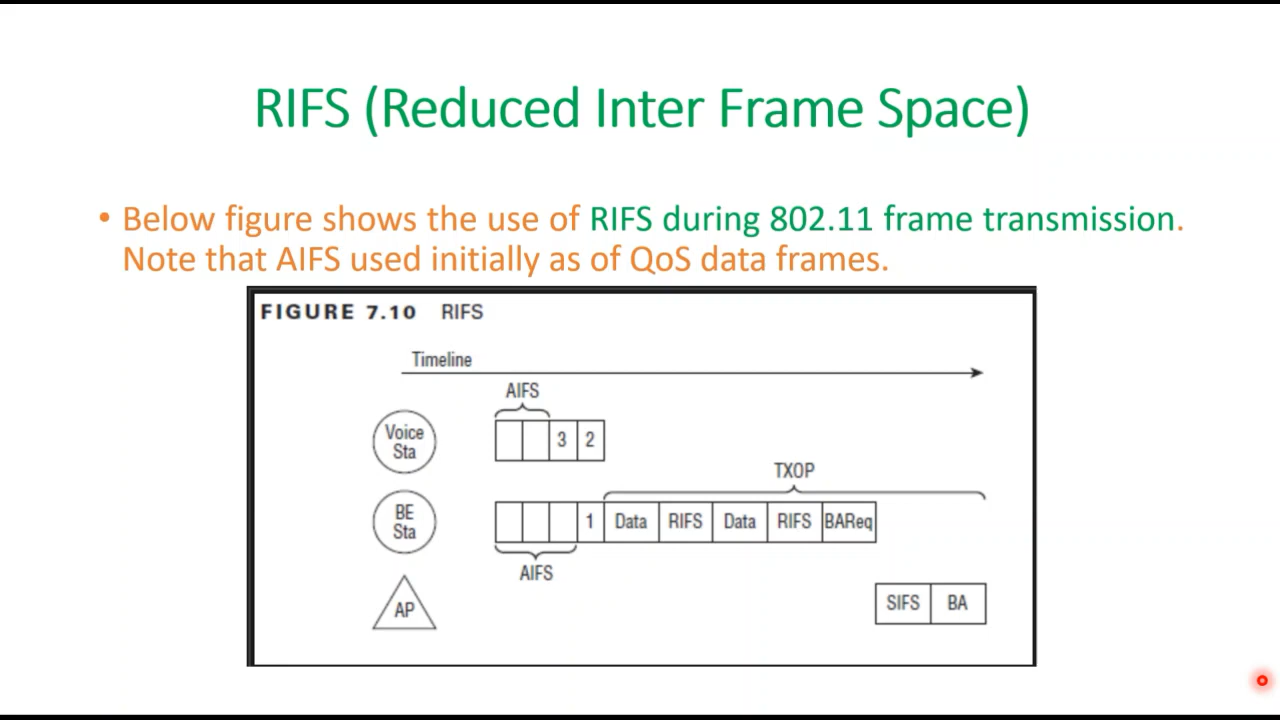 RIFS (Reduced Inter Frame Space)
• Below figure shows the use of RIFS during 802.11 frame transmission.
Note that AIFS used initially as of QoS data frames.
FIGURE 7.10 RIFS
Timeline
AIFS
Voice
Sta
3 2
TXOP
BE
Sta
1 Data RIFS Data RIFS BAReq
AIFS
AP
SIFS BA